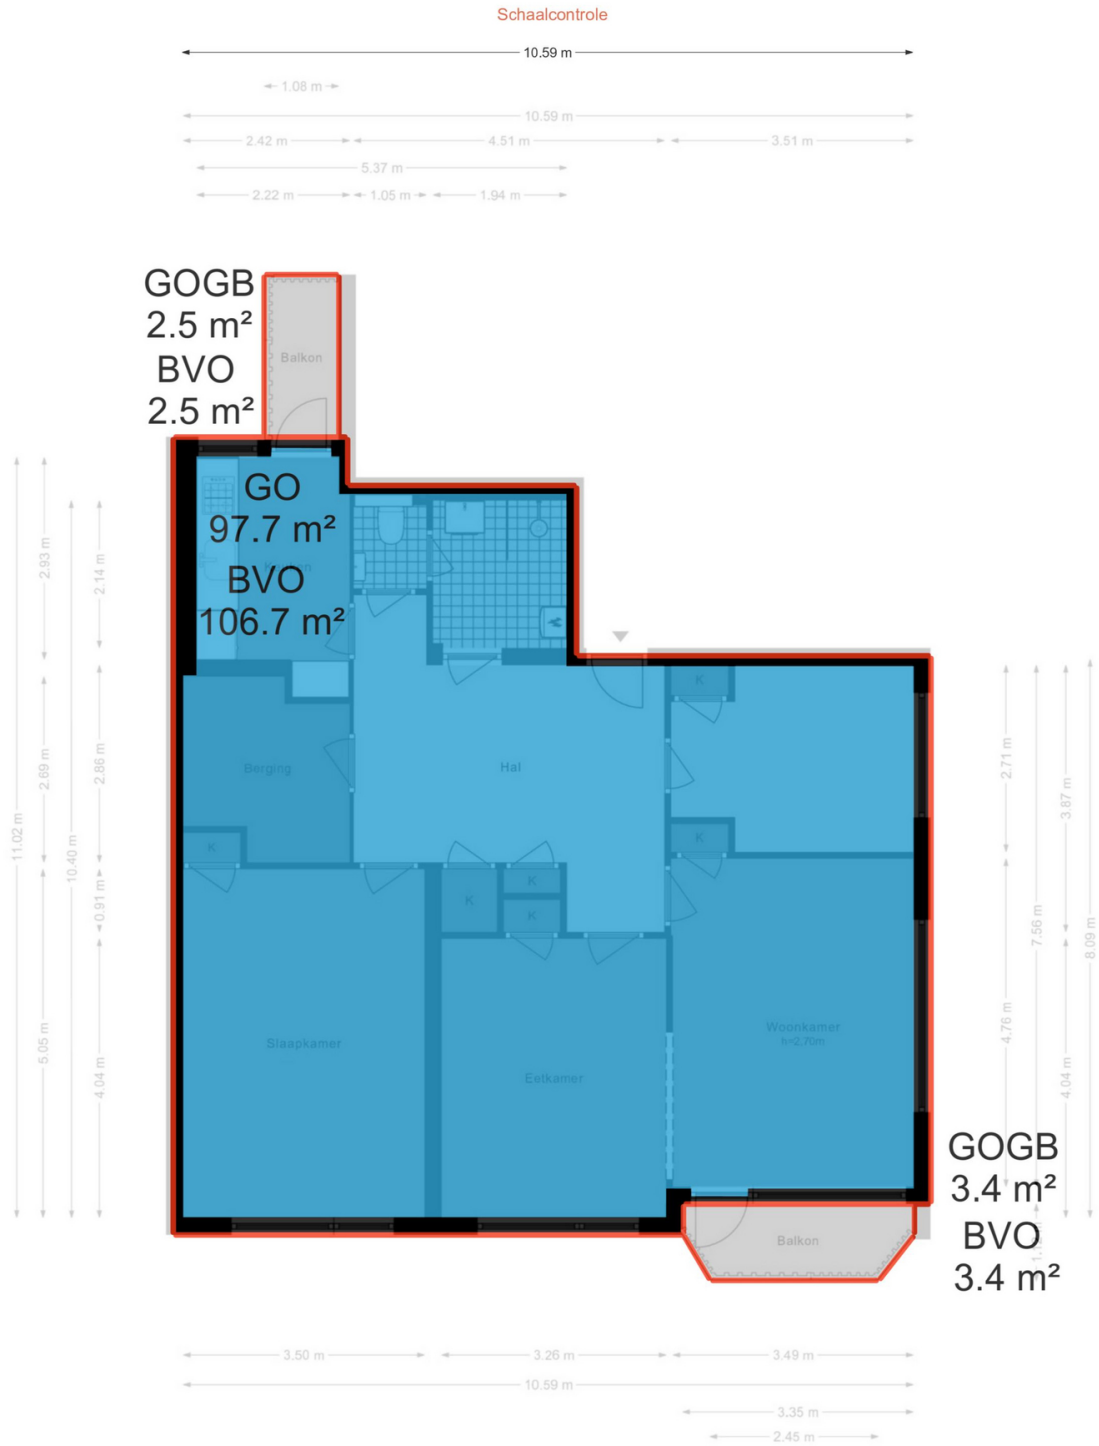 Schaalcontrole
10.59 m
1.08 m
10.59 m
2.42 m 4.51 m 3.51 m
5.37 m
2.22 m 1.05 m 1.94 m
GOGB
2.5 m²
BVO
2.5 m²
Balkon
GO
97.7 m²
BVO
106.7 m²
K
Berging
Hal
K
K
K
K
K
Slaapkamer
Eetkamer
Woonkamer
h=2.70m
Balkon
GOGB
3.4 m²
BVO
3.4 m²
11.02 m
2.93 m
2.69 m
5.05 m
10.40 m
2.14 m
2.86 m
0.91 m
4.04 m
2.71 m
4.76 m
7.56 m
3.87 m
4.04 m
8.09 m
3.50 m 3.26 m 3.49 m
10.59 m
3.35 m
2.45 m